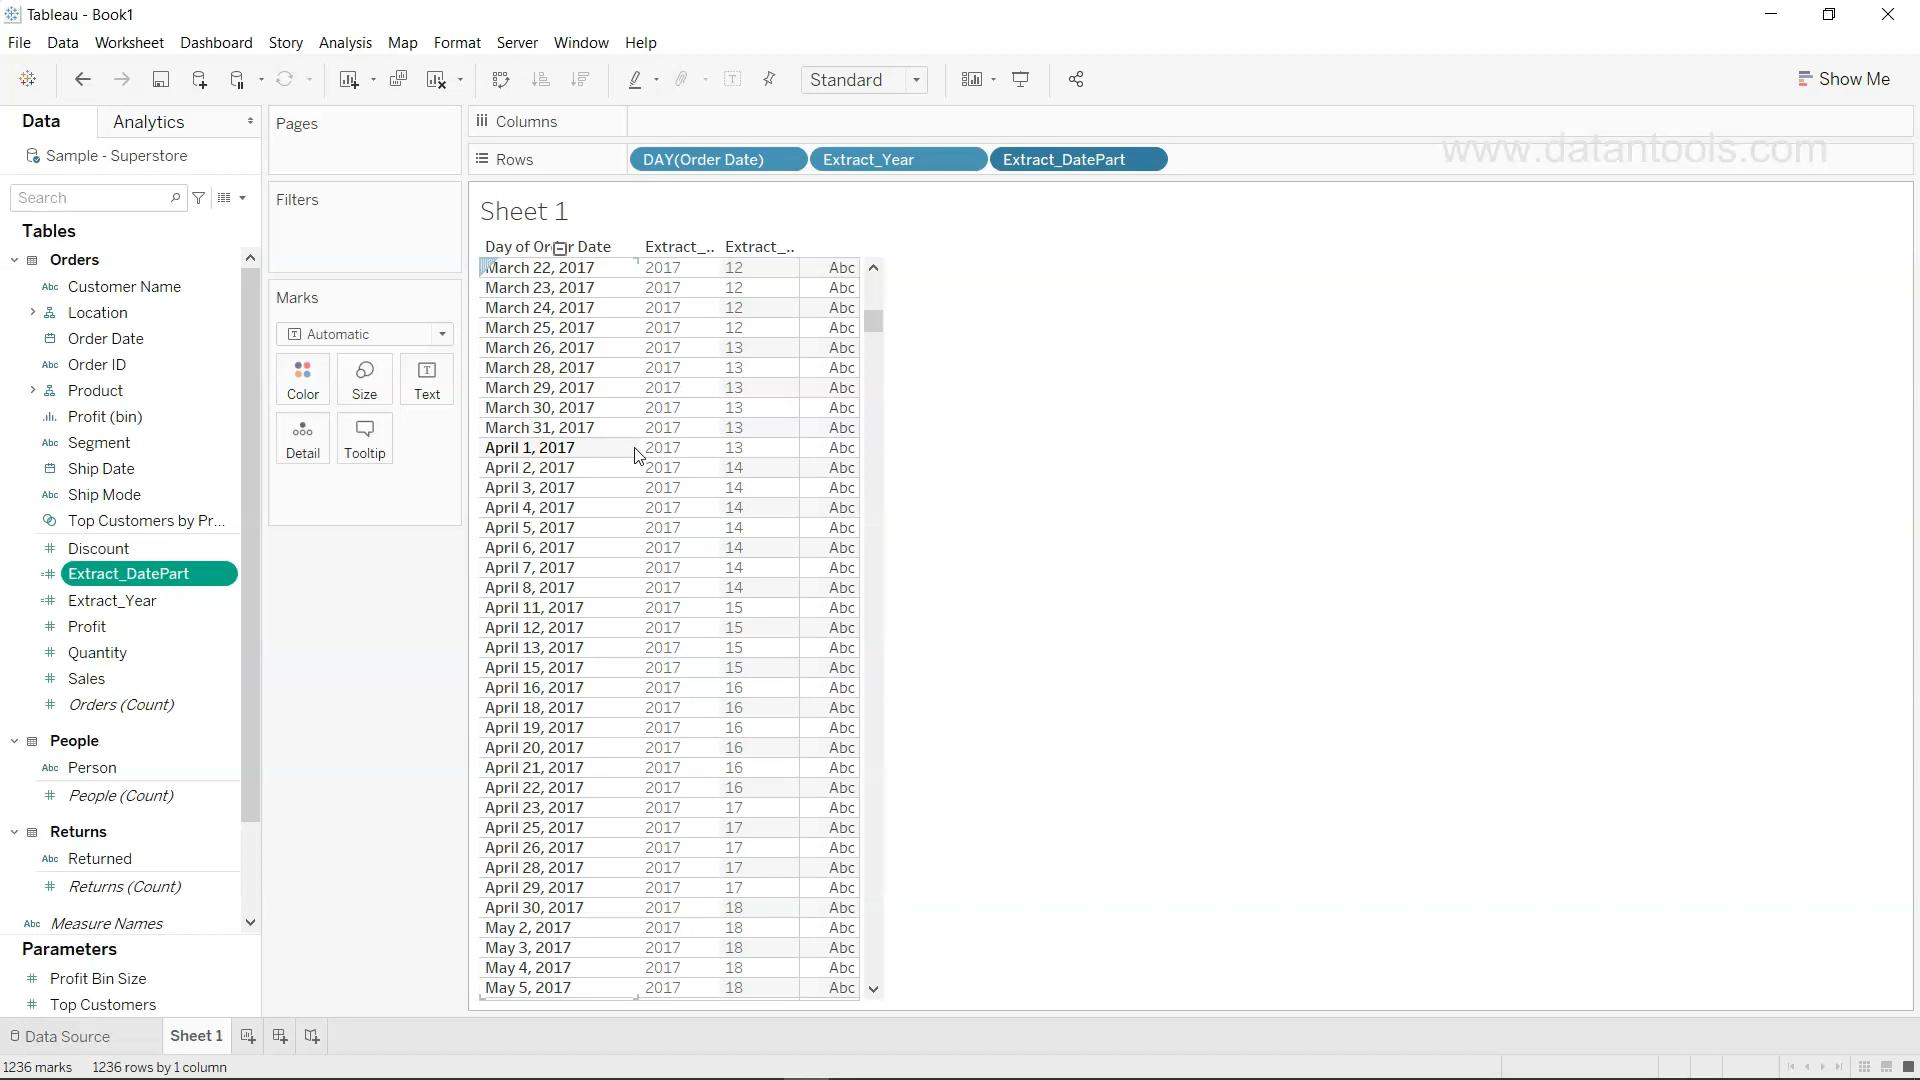 Tableau - Book1
File Data Worksheet Dashboard Story Analysis Map Format Server Window Help
Standard
Show Me
Data Analytics
Sample - Superstore
Search
Tables
Orders
Abc Customer Name
Location
Order Date
Abc Order ID
Product
Profit (bin)
Abc Segment
Ship Date
Abc Ship Mode
Top Customers by Pr...
# Discount
=# Extract_DatePart
=# Extract_Year
# Profit
# Quantity
# Sales
# Orders (Count)
People
Abc Person
# People (Count)
Returns
Abc Returned
# Returns (Count)
Abc Measure Names
Parameters
# Profit Bin Size
# Top Customers
Pages
Filters
Marks
Automatic
Color Size Text
Detail Tooltip
Columns
Rows DAY(Order Date) Extract_Year Extract_DatePart
www.datantools.com
Sheet 1
Day of Or r Date Extract_.. Extract_..
March 22, 2017 2017 12 Abc
March 23, 2017 2017 12 Abc
March 24, 2017 2017 12 Abc
March 25, 2017 2017 12 Abc
March 26, 2017 2017 13 Abc
March 28, 2017 2017 13 Abc
March 29, 2017 2017 13 Abc
March 30, 2017 2017 13 Abc
March 31, 2017 2017 13 Abc
April 1, 2017 2017 13 Abc
April 2, 2017 2017 14 Abc
April 3, 2017 2017 14 Abc
April 4, 2017 2017 14 Abc
April 5, 2017 2017 14 Abc
April 6, 2017 2017 14 Abc
April 7, 2017 2017 14 Abc
April 8, 2017 2017 14 Abc
April 11, 2017 2017 15 Abc
April 12, 2017 2017 15 Abc
April 13, 2017 2017 15 Abc
April 15, 2017 2017 15 Abc
April 16, 2017 2017 16 Abc
April 18, 2017 2017 16 Abc
April 19, 2017 2017 16 Abc
April 20, 2017 2017 16 Abc
April 21, 2017 2017 16 Abc
April 22, 2017 2017 16 Abc
April 23, 2017 2017 17 Abc
April 25, 2017 2017 17 Abc
April 26, 2017 2017 17 Abc
April 28, 2017 2017 17 Abc
April 29, 2017 2017 17 Abc
April 30, 2017 2017 18 Abc
May 2, 2017 2017 18 Abc
May 3, 2017 2017 18 Abc
May 4, 2017 2017 18 Abc
May 5, 2017 2017 18 Abc
Data Source Sheet 1
1236 marks 1236 rows by 1 column